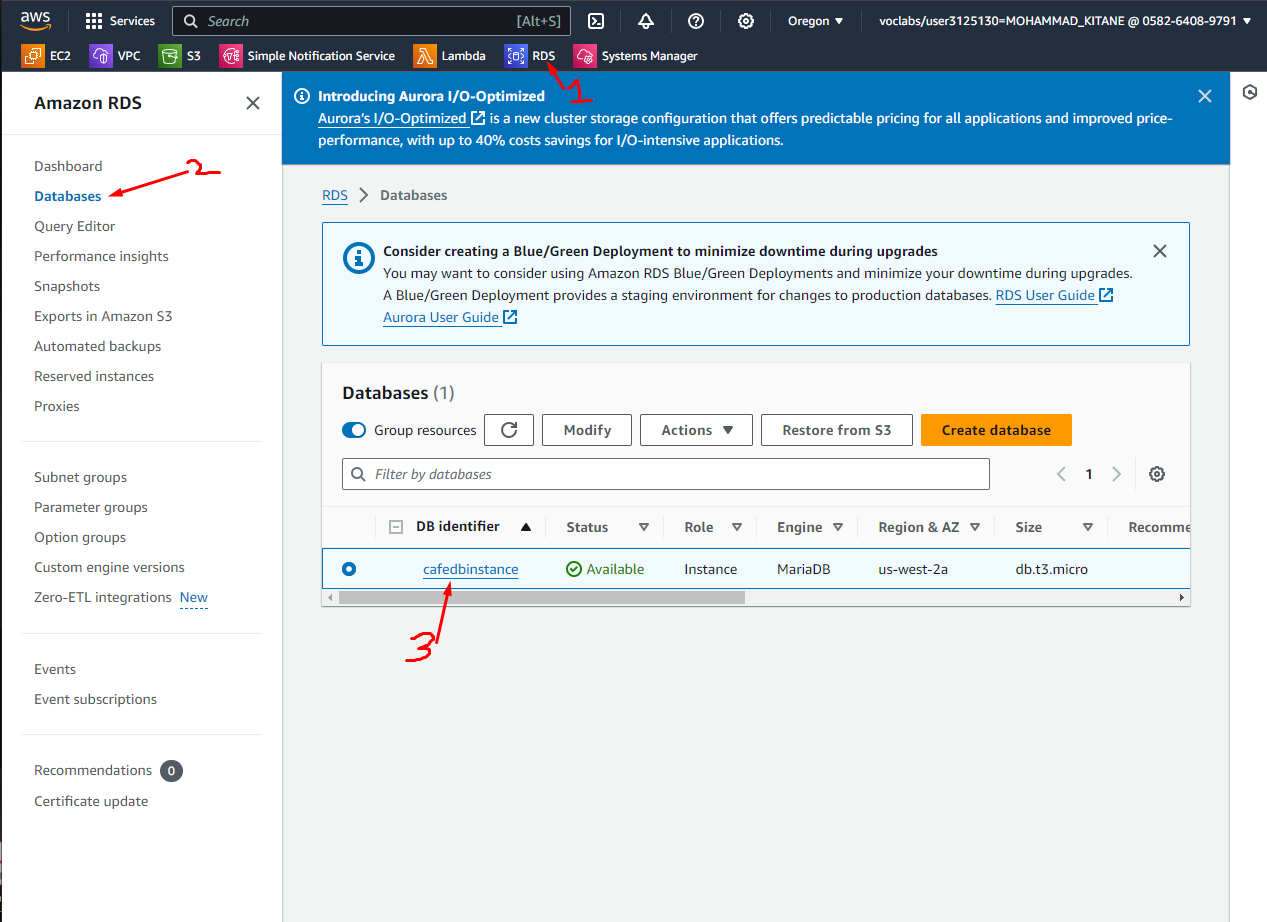 aws Services Search [Alt+S] Oregon voclabs/user3125130=MOHAMMAD_KITANE @ 0582-6408-9791
EC2 VPC S3 Simple Notification Service Lambda RDS Systems Manager
1
Amazon RDS
Dashboard
2
Databases
Query Editor
Performance insights
Snapshots
Exports in Amazon S3
Automated backups
Reserved instances
Proxies
Subnet groups
Parameter groups
Option groups
Custom engine versions
Zero-ETL integrations New
Events
Event subscriptions
Recommendations 0
Certificate update
Introducing Aurora I/O-Optimized
Aurora's I/O-Optimized is a new cluster storage configuration that offers predictable pricing for all applications and improved price-
performance, with up to 40% costs savings for I/O-intensive applications.
RDS > Databases
Consider creating a Blue/Green Deployment to minimize downtime during upgrades
You may want to consider using Amazon RDS Blue/Green Deployments and minimize your downtime during upgrades.
A Blue/Green Deployment provides a staging environment for changes to production databases. RDS User Guide
Aurora User Guide
Databases (1)
Group resources Modify Actions Restore from S3 Create database
Filter by databases 1
DB identifier Status Role Engine Region & AZ Size Recomme
cafedbinstance Available Instance MariaDB us-west-2a db.t3.micro
3